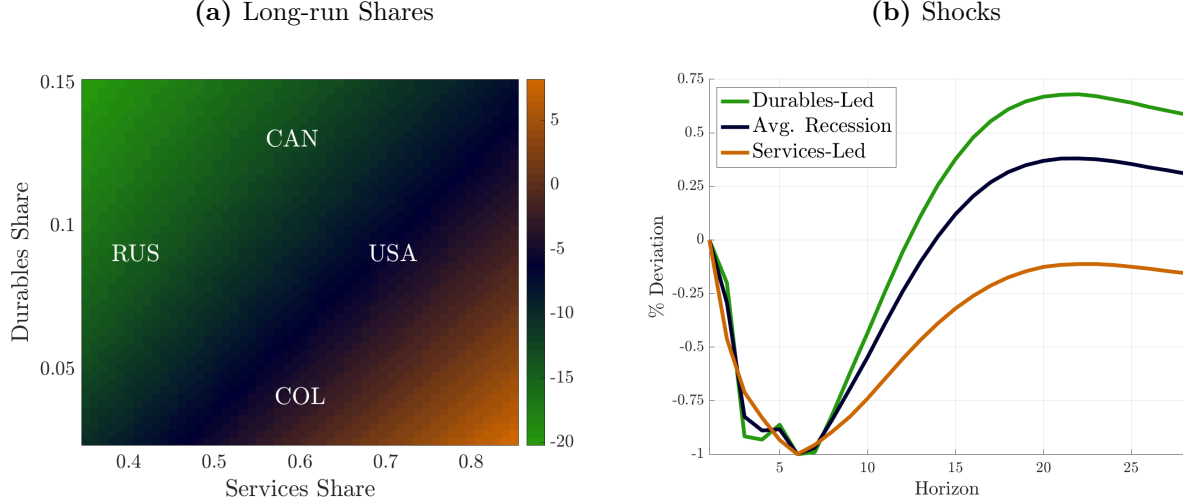 (a) Long-run Shares
0.15
0.1
0.05
Durables Share
CAN
RUS
USA
COL
0.4 0.5 0.6 0.7 0.8
Services Share
5
0
-5
-10
-15
-20
(b) Shocks
0.75
0.5
0.25
0
-0.25
-0.5
-0.75
-1
% Deviation
Durables-Led
Avg. Recession
Services-Led
5 10 15 20 25
Horizon